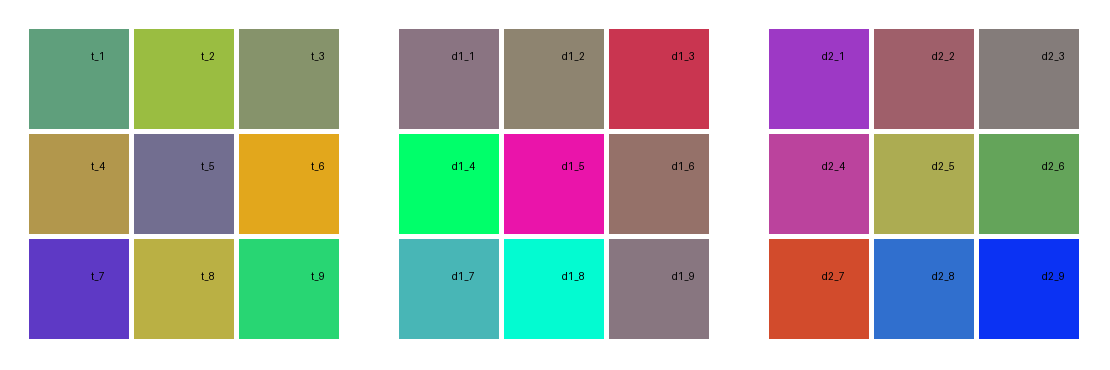 t_1 t_2 t_3 d1_1 d1_2 d1_3 d2_1 d2_2 d2_3
t_4 t_5 t_6 d1_4 d1_5 d1_6 d2_4 d2_5 d2_6
t_7 t_8 t_9 d1_7 d1_8 d1_9 d2_7 d2_8 d2_9